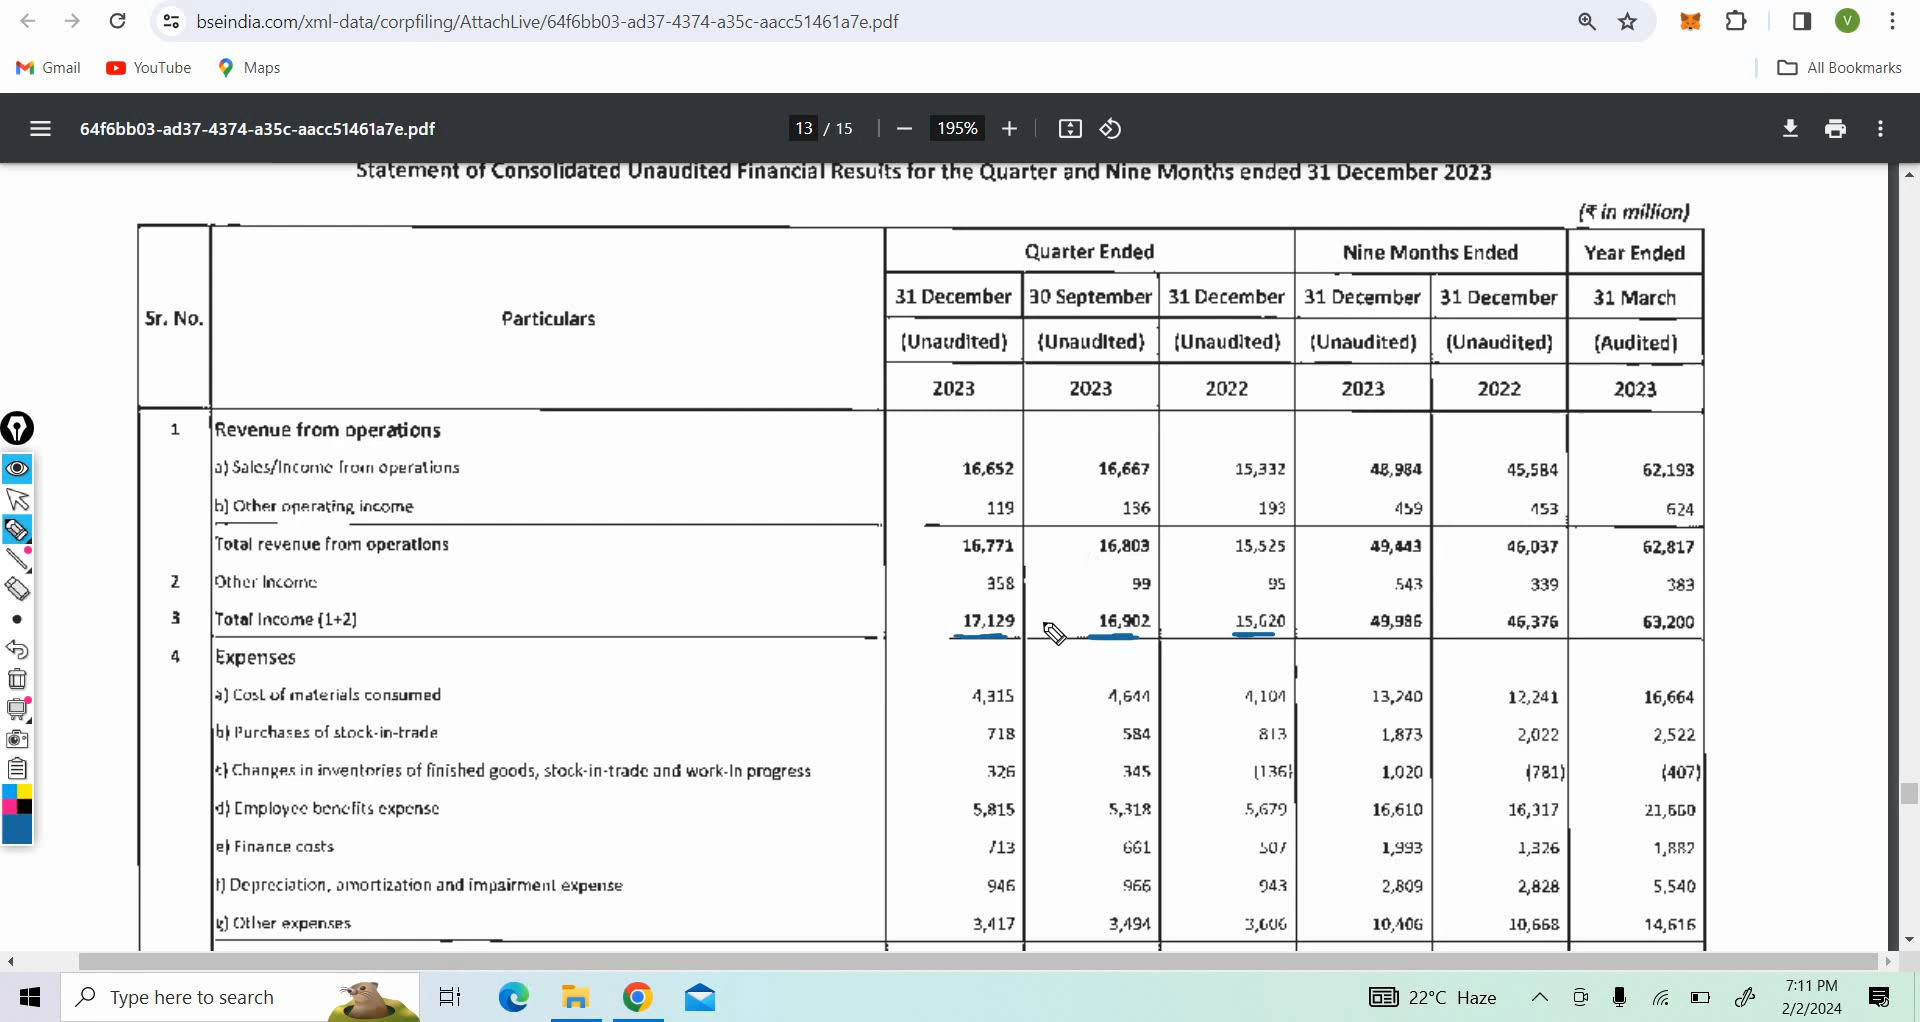 bseindia.com/xml-data/corpfiling/AttachLive/64f6bb03-ad37-4374-a35c-aacc51461a7e.pdf V
Gmail YouTube Maps All Bookmarks
64f6bb03-ad37-4374-a35c-aacc51461a7e.pdf 13 / 15 195%
Statement of Consolidated Unaudited Financial Results for the Quarter and Nine Months ended 31 December 2023
(₹ in million)
Sr. No. Particulars Quarter Ended Nine Months Ended Year Ended
31 December 30 September 31 December 31 December 31 December 31 March
(Unaudited) (Unaudited) (Unaudited) (Unaudited) (Unaudited) (Audited)
2023 2023 2022 2023 2022 2023
1 Revenue from operations
a) Sales/Income from operations 16,652 16,667 15,332 48,984 45,584 62,193
b) Other operating income 119 136 193 459 453 624
Total revenue from operations 16,771 16,803 15,525 49,443 46,037 62,817
2 Other Income 358 99 95 543 339 383
3 Total Income (1+2) 17,129 16,902 15,620 49,986 46,376 63,200
4 Expenses
a) Cost of materials consumed 4,315 4,644 4,104 13,240 12,241 16,664
b) Purchases of stock-in-trade 718 584 813 1,873 2,022 2,522
c) Changes in inventories of finished goods, stock-in-trade and work-in progress 326 345 (136) 1,020 (781) (407)
d) Employee benefits expense 5,815 5,318 5,679 16,610 16,317
e) Finance costs 713 661 507 1,993 1,326 1,882
f) Depreciation, amortization and impairment expense 946 966 943 2,809 2,828 5,540
g) Other expenses 3,417 3,494 3,606 10,406 10,668 14,616
Type here to search 22°C Haze 7:11 PM
2/2/2024